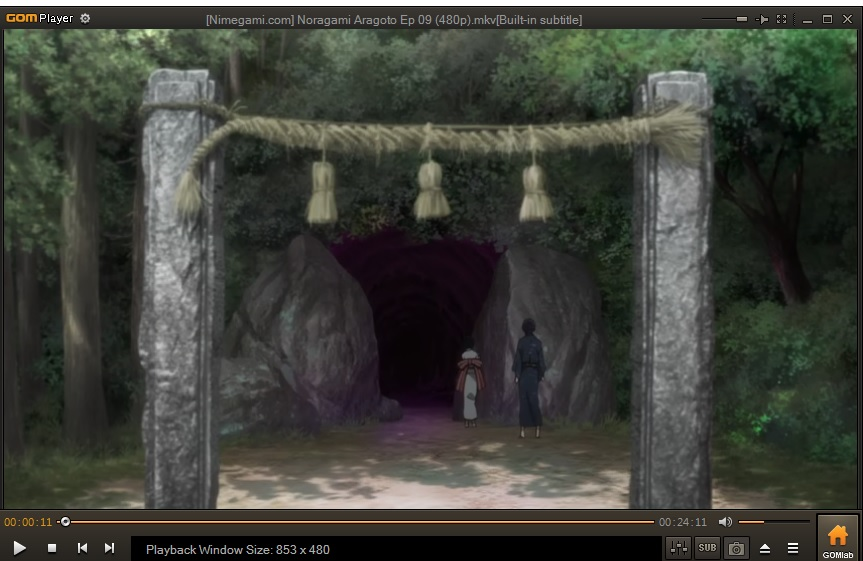 GOM Player [Nimegami.com] Noragami Aragoto Ep 09 (480p).mkv[Built-in subtitle]
00:00:11 00:24:11
Playback Window Size: 853 x 480 SUB GOMlab